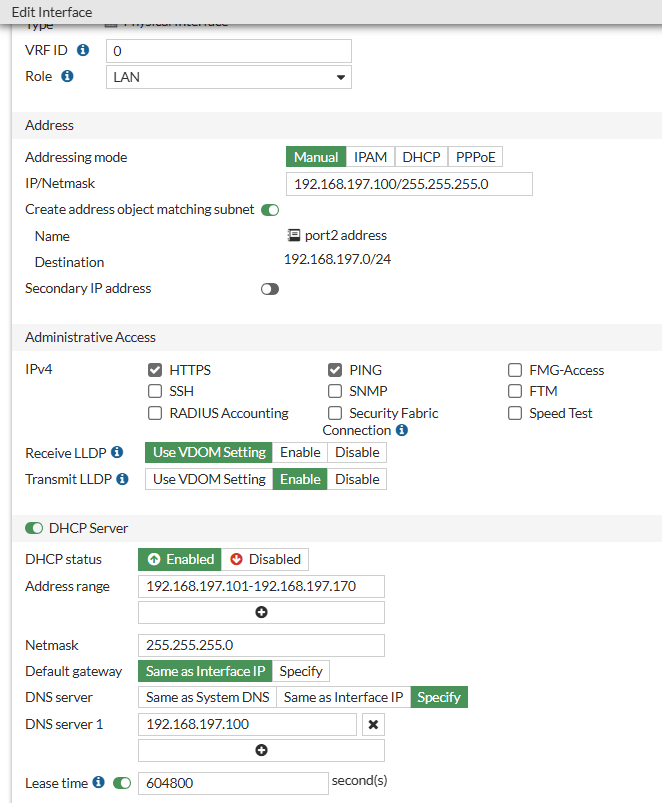 Edit Interface
Type Physical Interface
VRF ID 0
Role LAN
Address
Addressing mode Manual IPAM DHCP PPPoE
IP/Netmask 192.168.197.100/255.255.255.0
Create address object matching subnet
Name port2 address
Destination 192.168.197.0/24
Secondary IP address
Administrative Access
IPv4 HTTPS PING FMG-Access
SSH SNMP FTM
RADIUS Accounting Security Fabric Speed Test
Connection
Receive LLDP Use VDOM Setting Enable Disable
Transmit LLDP Use VDOM Setting Enable Disable
DHCP Server
DHCP status Enabled Disabled
Address range 192.168.197.101-192.168.197.170
Netmask 255.255.255.0
Default gateway Same as Interface IP Specify
DNS server Same as System DNS Same as Interface IP Specify
DNS server 1 192.168.197.100
Lease time 604800 second(s)